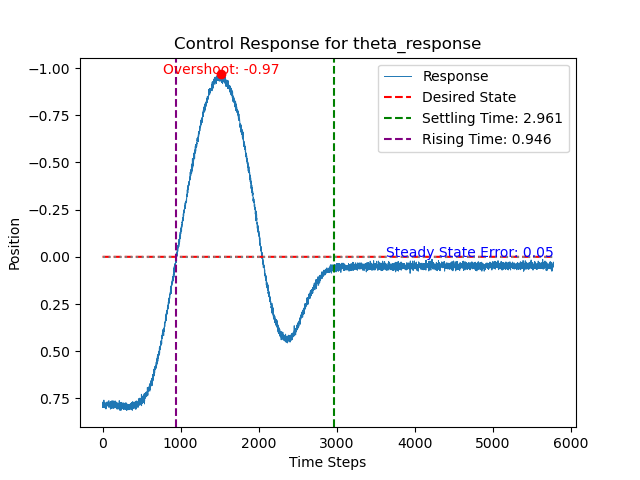 Control Response for theta_response
Overshoot: -0.97
Response
Desired State
Settling Time: 2.961
Rising Time: 0.946
Steady State Error: 0.05
Position
−1.00
−0.75
−0.50
−0.25
0.00
0.25
0.50
0.75
0
1000
2000
3000
4000
5000
6000
Time Steps